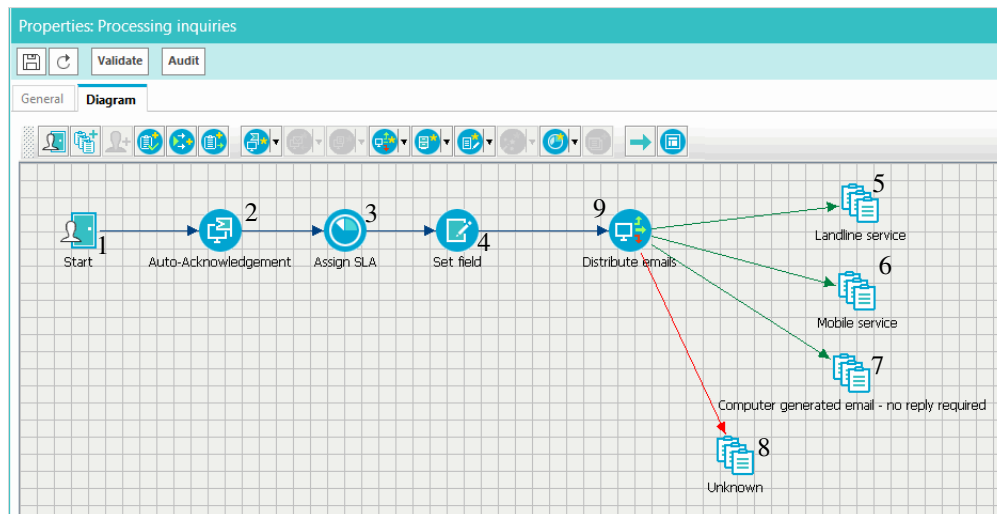 Properties: Processing inquiries
Validate Audit
General Diagram
1 Start
2 Auto-Acknowledgement
3 Assign SLA
4 Set field
9 Distribute emails
5 Landline service
6 Mobile service
7 Computer generated email - no reply required
8 Unknown